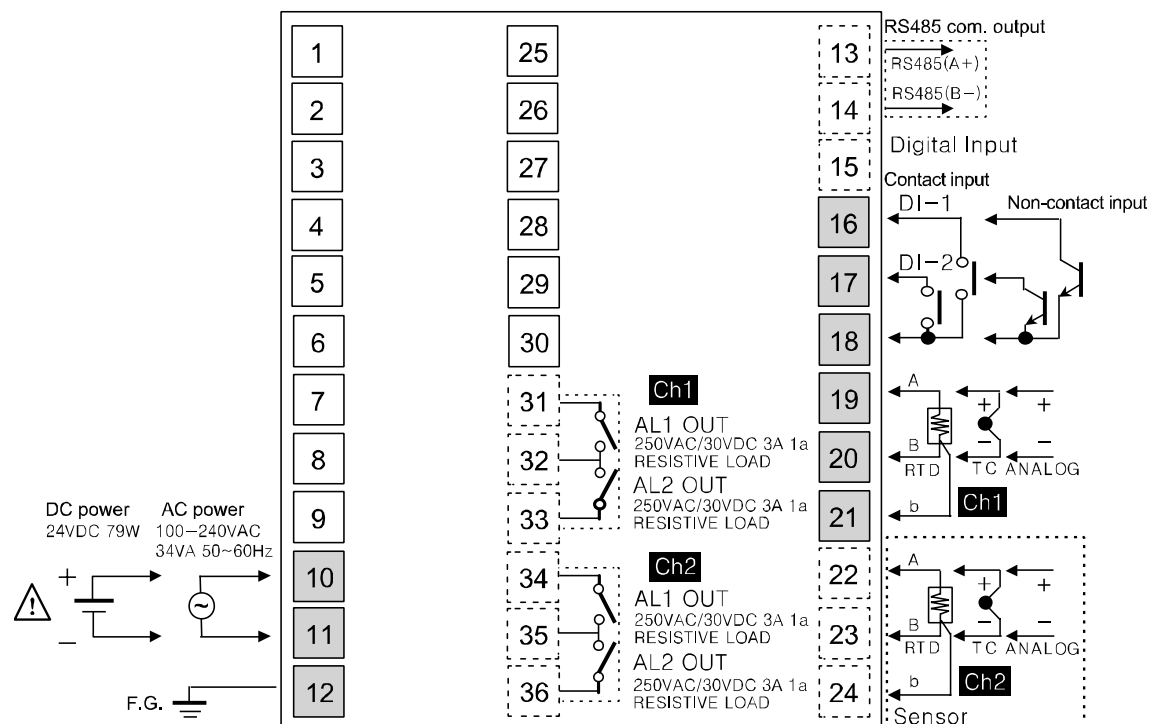 1
2
3
4
5
6
7
8
9
10
11
12
DC power
24VDC 79W
+
−
AC power
100−240VAC
34VA 50~60Hz
F.G.
25
26
27
28
29
30
31
32
33
34
35
36
Ch1
AL1 OUT
250VAC/30VDC 3A 1a
RESISTIVE LOAD
AL2 OUT
250VAC/30VDC 3A 1a
RESISTIVE LOAD
Ch2
AL1 OUT
250VAC/30VDC 3A 1a
RESISTIVE LOAD
AL2 OUT
250VAC/30VDC 3A 1a
RESISTIVE LOAD
13
14
15
16
17
18
19
20
21
22
23
24
RS485 com. output
RS485(A+)
RS485(B−)
Digital Input
Contact input
Non-contact input
DI−1
DI−2
A
+
+
B
−
−
RTD
TC
ANALOG
b
Ch1
A
+
+
B
−
−
RTD
TC
ANALOG
b
Ch2
Sensor